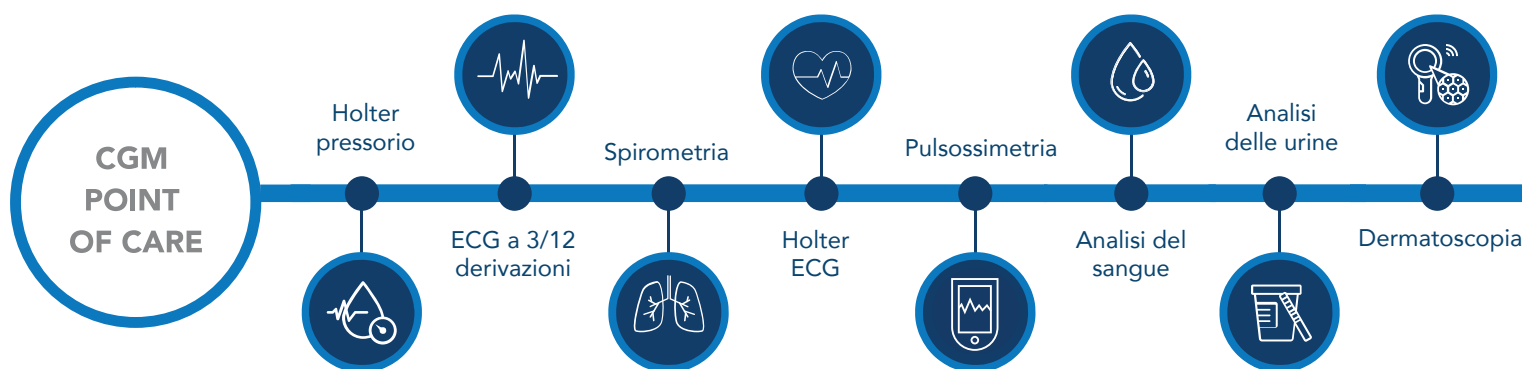 CGM
POINT
OF CARE
Holter
pressorio
ECG a 3/12
derivazioni
Spirometria
Holter
ECG
Pulsossimetria
Analisi del
sangue
Analisi
delle urine
Dermatoscopia